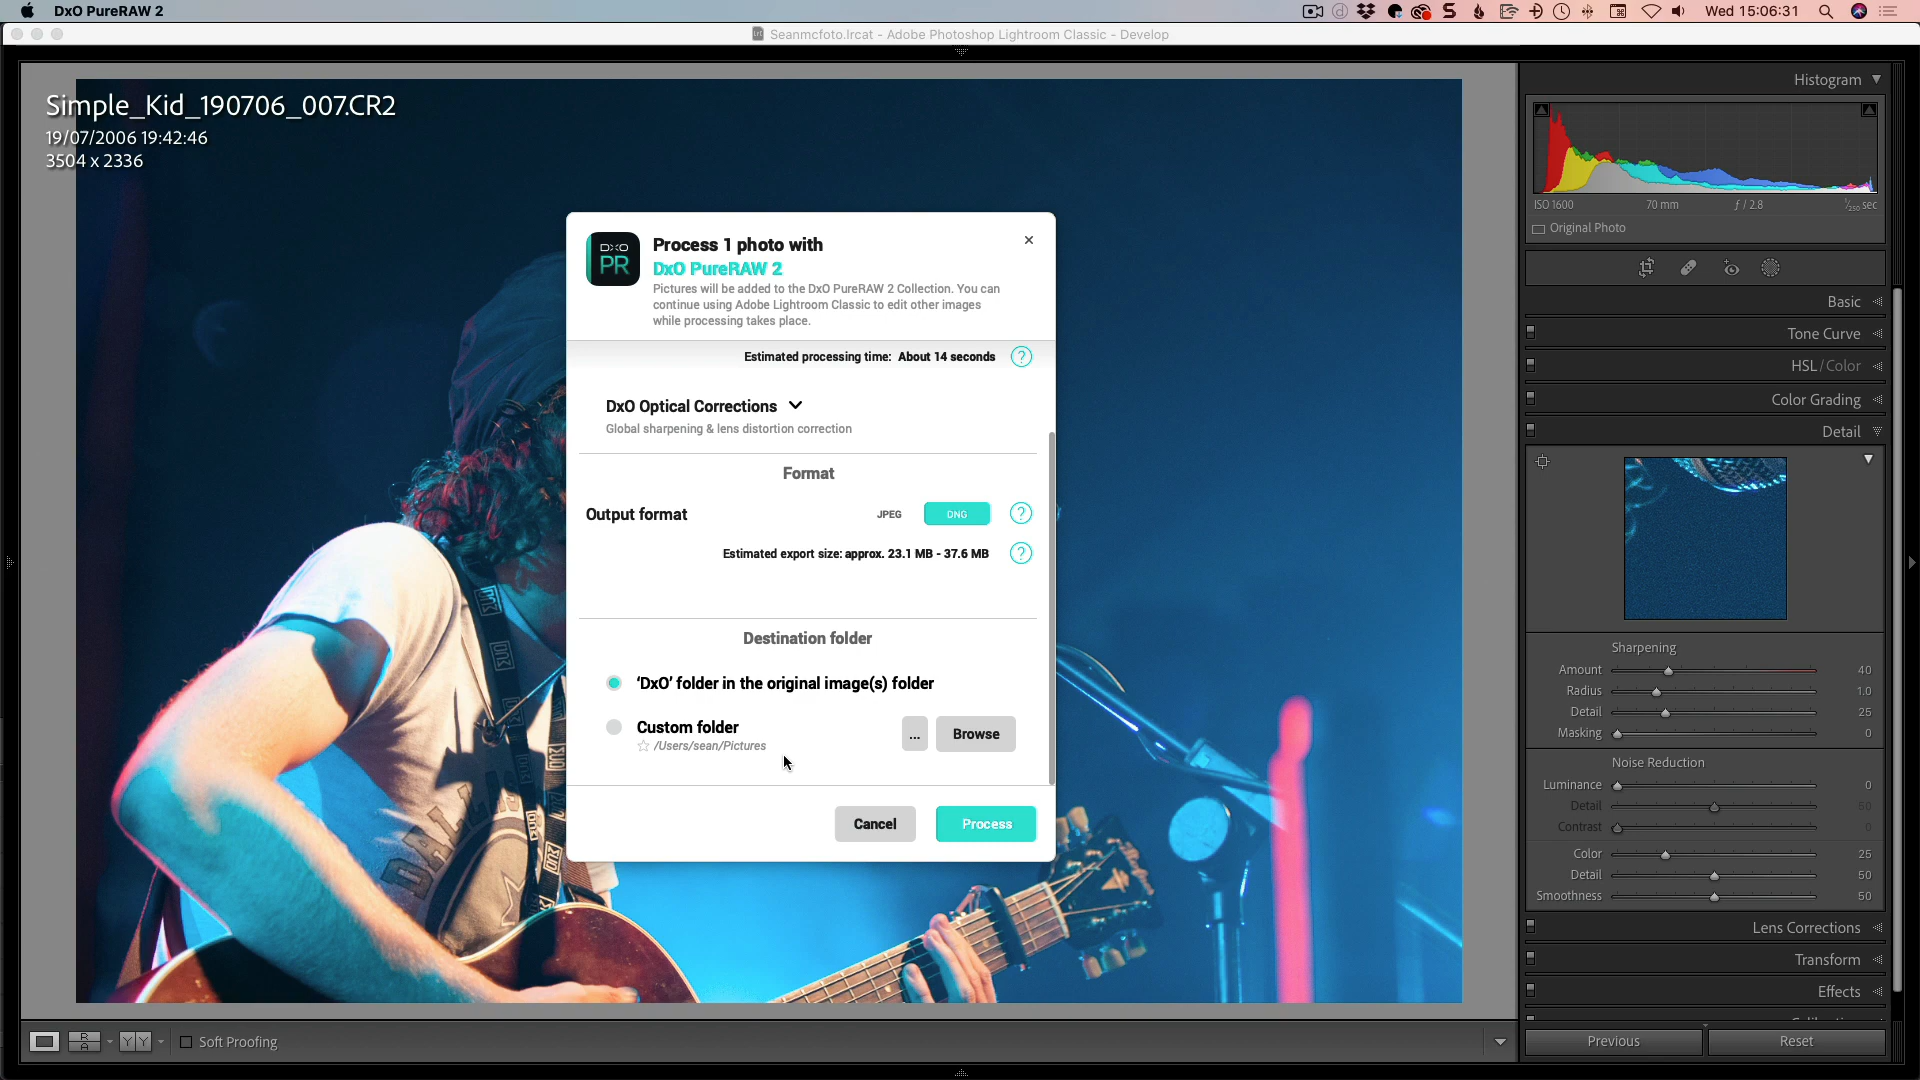 DxO PureRAW 2
Wed 15:06:31
Seanmcfoto.lrcat - Adobe Photoshop Lightroom Classic - Develop
Simple_Kid_190706_007.CR2
19/07/2006 19:42:46
3504 x 2336
DXO
PR
Process 1 photo with
DxO PureRAW 2
Pictures will be added to the DxO PureRAW 2 Collection. You can
continue using Adobe Lightroom Classic to edit other images
while processing takes place.
Estimated processing time: About 14 seconds ?
DxO Optical Corrections
Global sharpening & lens distortion correction
Format
Output format JPEG DNG ?
Estimated export size: approx. 23.1 MB - 37.6 MB ?
Destination folder
‘DxO’ folder in the original image(s) folder
Custom folder
/Users/sean/Pictures
... Browse
Cancel Process
Histogram
ISO 1600 70 mm ƒ / 2.8 1/250 sec
Original Photo
Basic
Tone Curve
HSL / Color
Color Grading
Detail
Sharpening
Amount 40
Radius 1.0
Detail 25
Masking 0
Noise Reduction
Luminance 0
Detail 50
Contrast 0
Color 25
Detail 50
Smoothness 50
Lens Corrections
Transform
Effects
R A
Y Y
Soft Proofing
Previous Reset